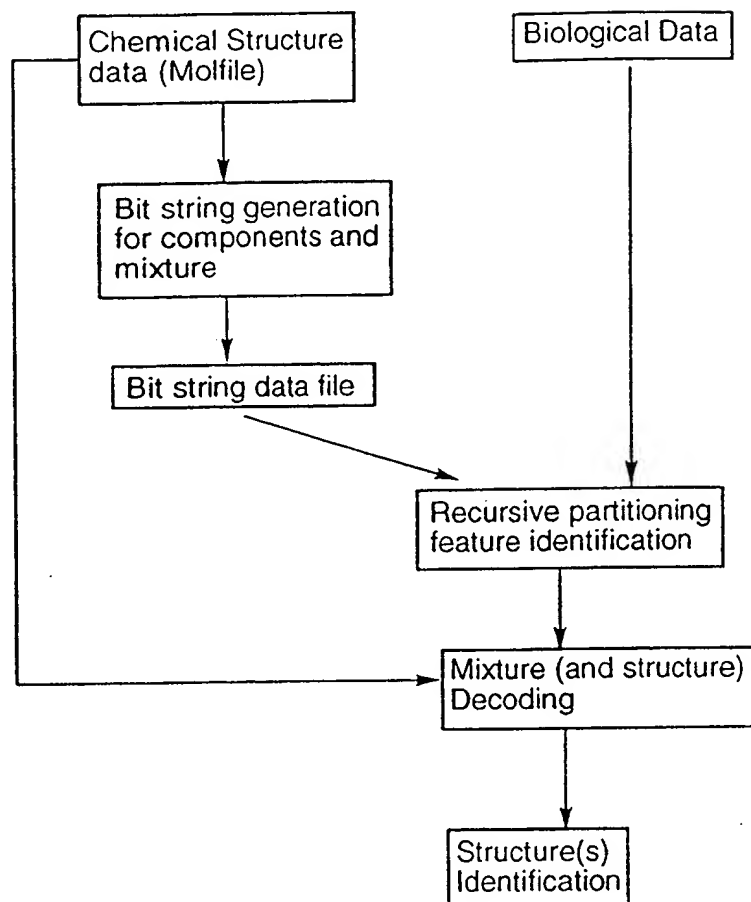 Chemical Structure
data (Molfile)
Biological Data
Bit string generation
for components and
mixture
Bit string data file
Recursive partitioning
feature identification
Mixture (and structure)
Decoding
Structure(s)
Identification